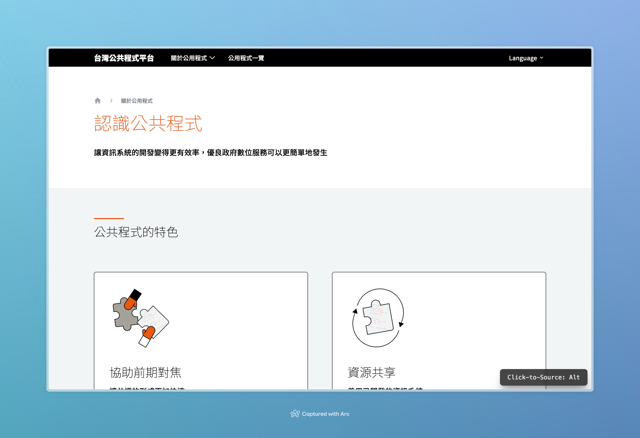 台灣公共程式平台
關於公用程式
公用程式一覽
Language
關於公用程式
認識公共程式
讓資訊系統的開發變得更有效率，優良政府數位服務可以更簡單地發生
公共程式的特色
協助前期對焦
資源共享
Click-to-Source: Alt
Captured with Arc